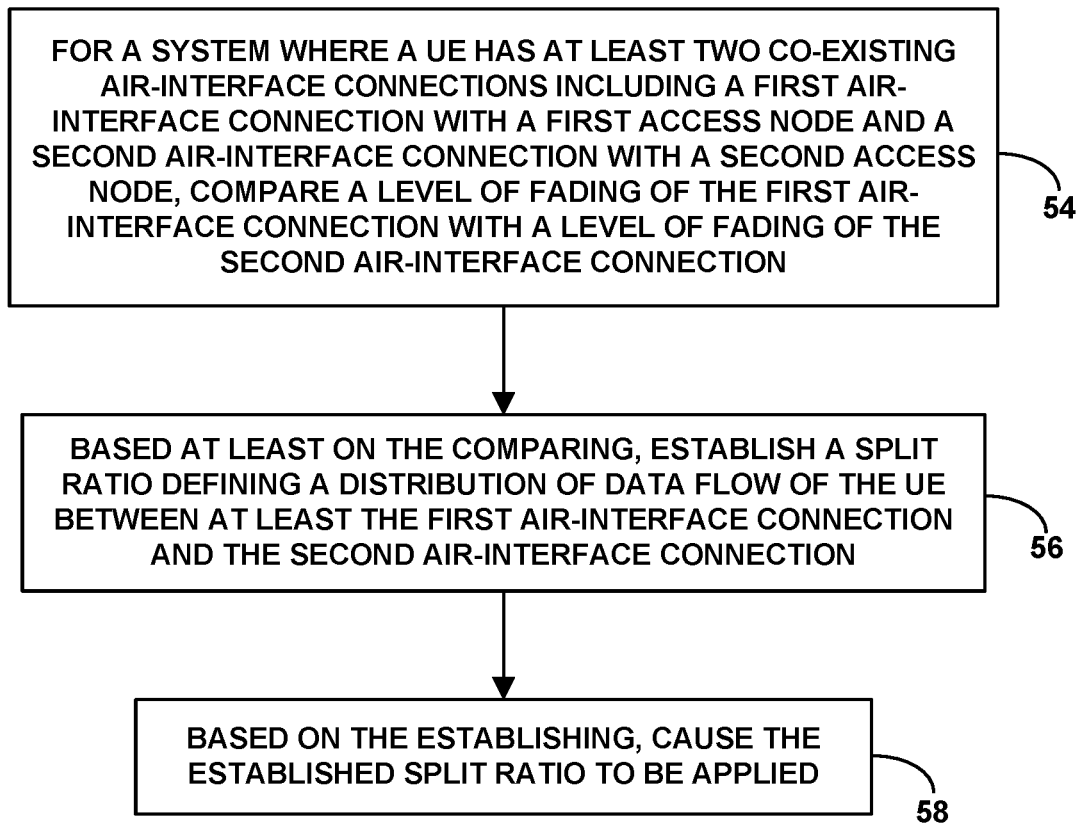 FOR A SYSTEM WHERE A UE HAS AT LEAST TWO CO-EXISTING
AIR-INTERFACE CONNECTIONS INCLUDING A FIRST AIR-
INTERFACE CONNECTION WITH A FIRST ACCESS NODE AND A
SECOND AIR-INTERFACE CONNECTION WITH A SECOND ACCESS
NODE, COMPARE A LEVEL OF FADING OF THE FIRST AIR-
INTERFACE CONNECTION WITH A LEVEL OF FADING OF THE
SECOND AIR-INTERFACE CONNECTION
54
BASED AT LEAST ON THE COMPARING, ESTABLISH A SPLIT
RATIO DEFINING A DISTRIBUTION OF DATA FLOW OF THE UE
BETWEEN AT LEAST THE FIRST AIR-INTERFACE CONNECTION
AND THE SECOND AIR-INTERFACE CONNECTION
56
BASED ON THE ESTABLISHING, CAUSE THE
ESTABLISHED SPLIT RATIO TO BE APPLIED
58